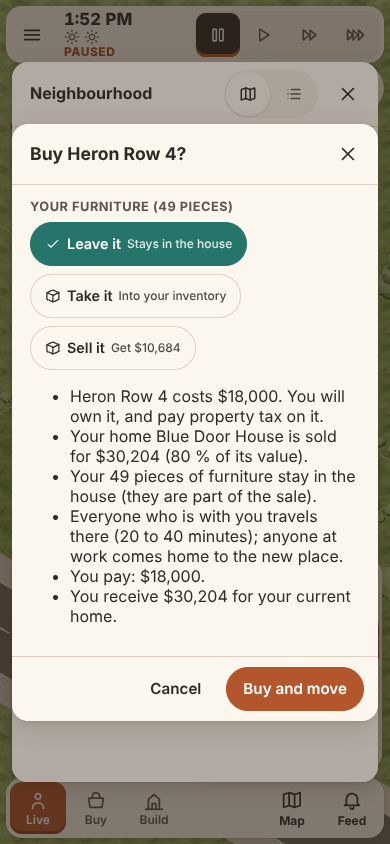 1:52 PM
PAUSED
Neighbourhood
Buy Heron Row 4?
YOUR FURNITURE (49 PIECES)
Leave it Stays in the house
Take it Into your inventory
Sell it Get $10,684
• Heron Row 4 costs $18,000. You will
own it, and pay property tax on it.
• Your home Blue Door House is sold
for $30,204 (80 % of its value).
• Your 49 pieces of furniture stay in the
house (they are part of the sale).
• Everyone who is with you travels
there (20 to 40 minutes); anyone at
work comes home to the new place.
• You pay: $18,000.
• You receive $30,204 for your current
home.
Cancel
Buy and move
Live
Buy
Build
Map
Feed